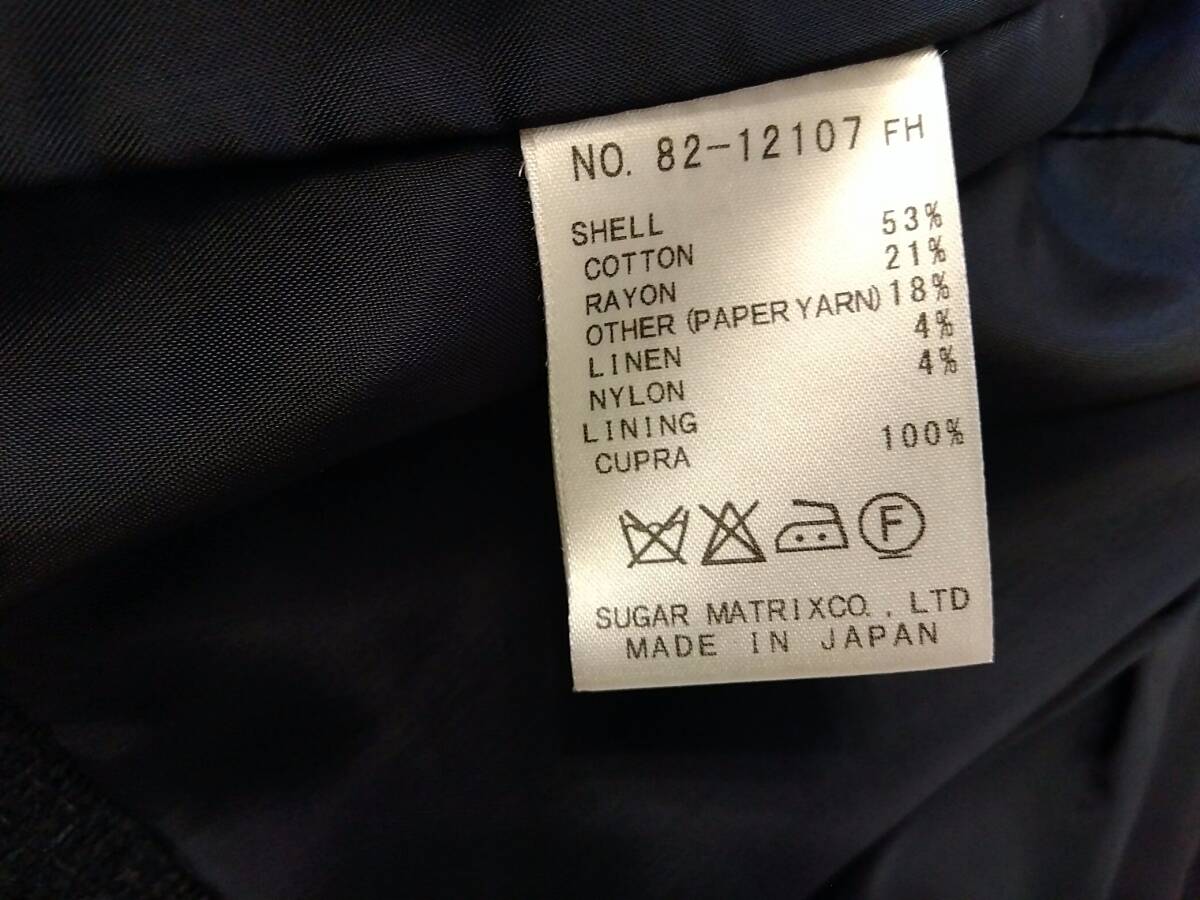 NO. 82-12107 FH
SHELL
COTTON 53%
RAYON 21%
OTHER (PAPER YARN) 18%
LINEN 4%
NYLON 4%
LINING
CUPRA 100%
F
SUGAR MATRIXCO., LTD
MADE IN JAPAN